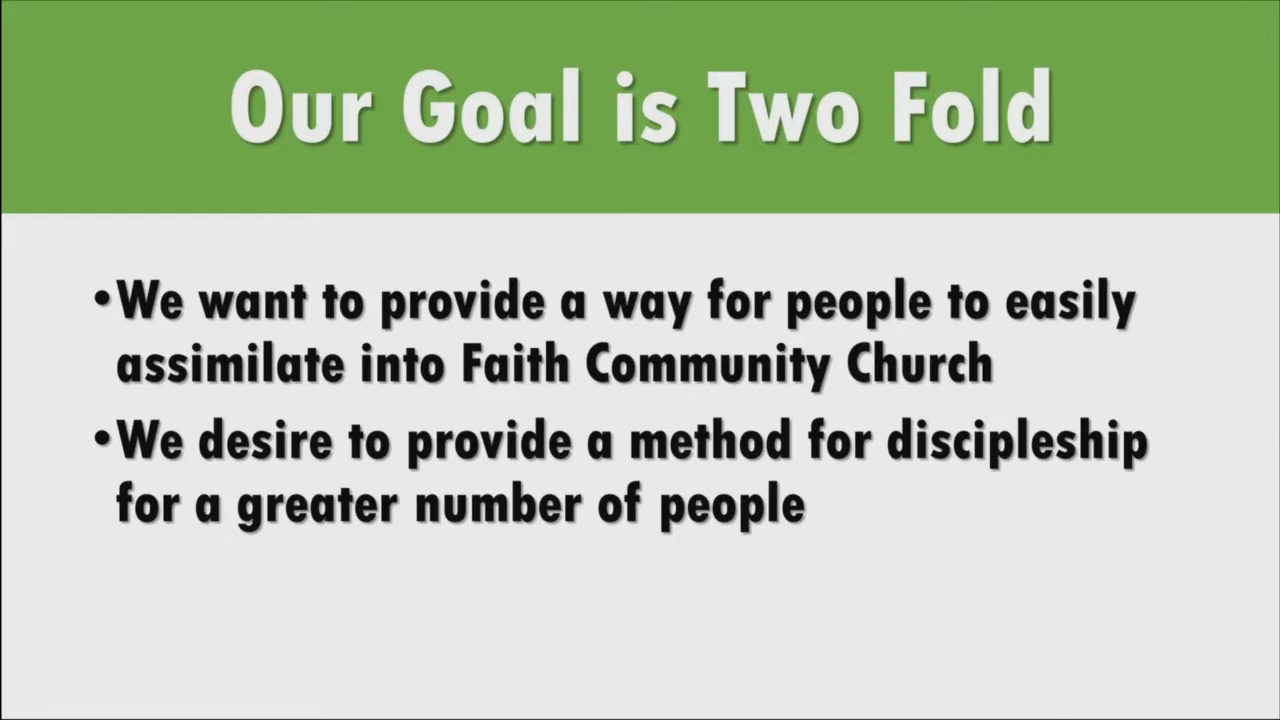 Our Goal is Two Fold
•We want to provide a way for people to easily
assimilate into Faith Community Church
•We desire to provide a method for discipleship
for a greater number of people